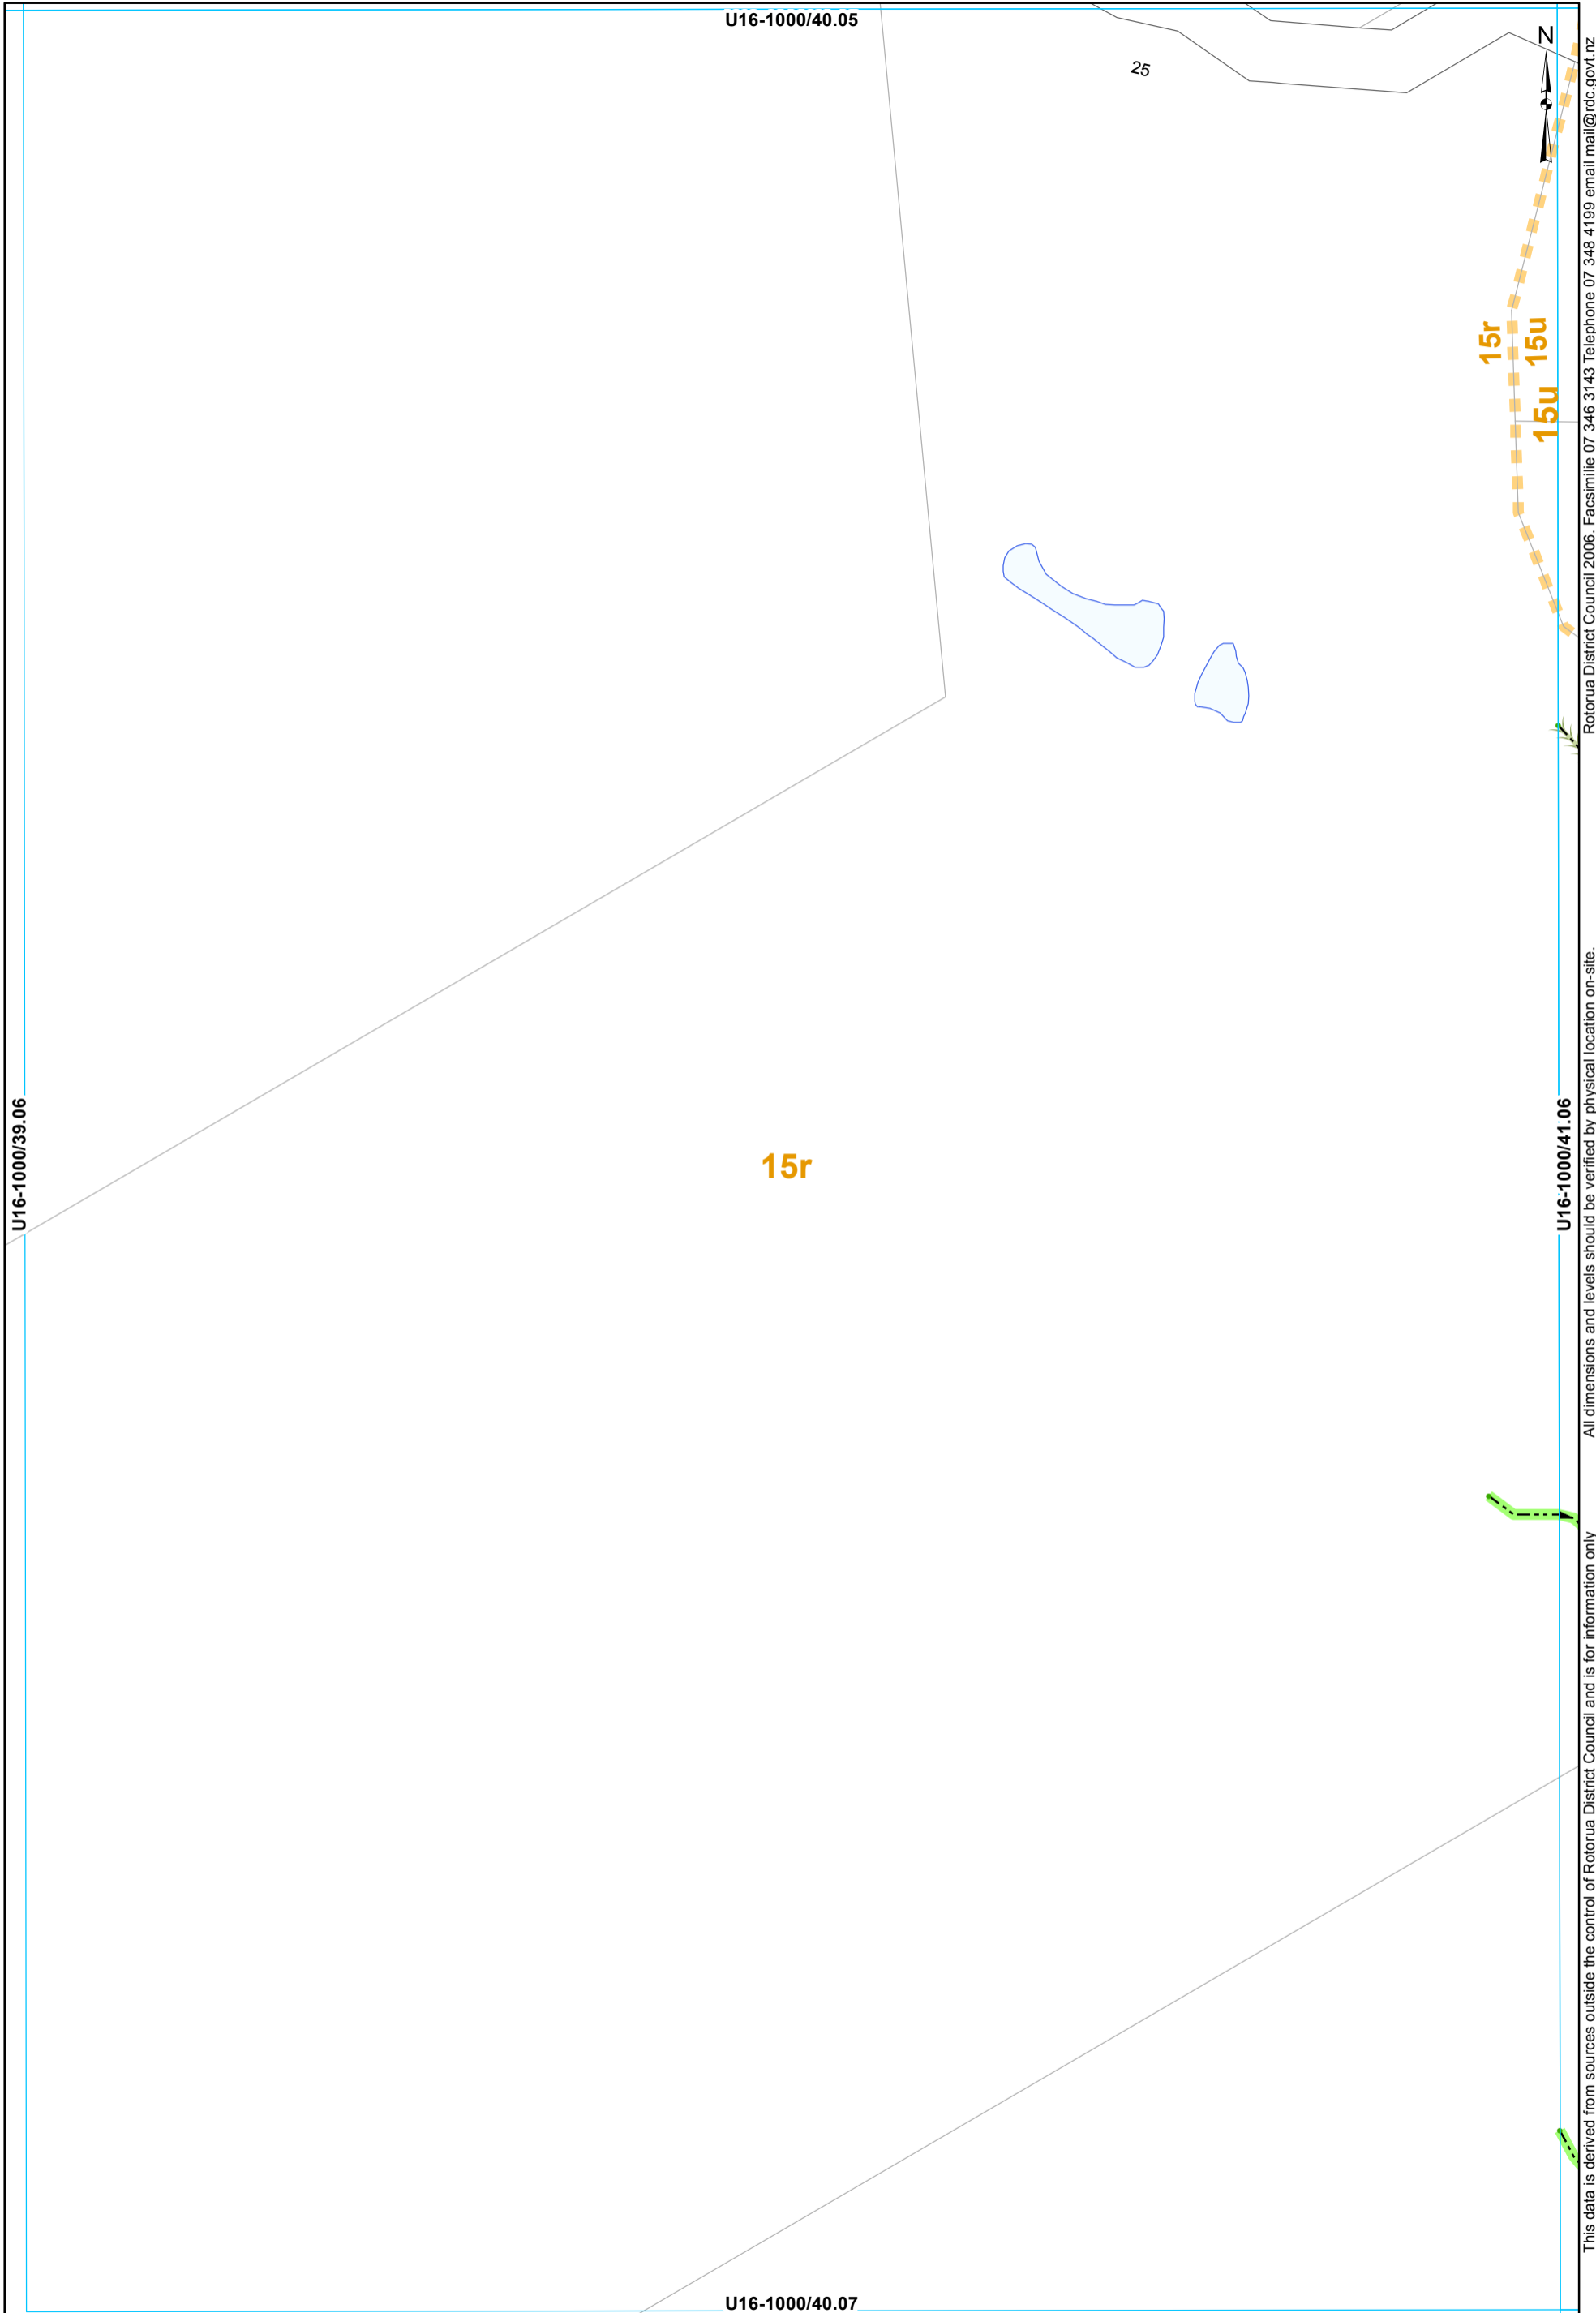 U16-1000/40.05
N
25
15r
15u
15u
U16-1000/39.06
15r
U16-1000/41.06
U16-1000/40.07
This data is derived from sources outside the control of Rotorua District Council and is for information only
All dimensions and levels should be verified by physical location on-site.
Rotorua District Council 2006. Facsimilie 07 346 3143 Telephone 07 348 4199 email mail@rdc.govt.nz